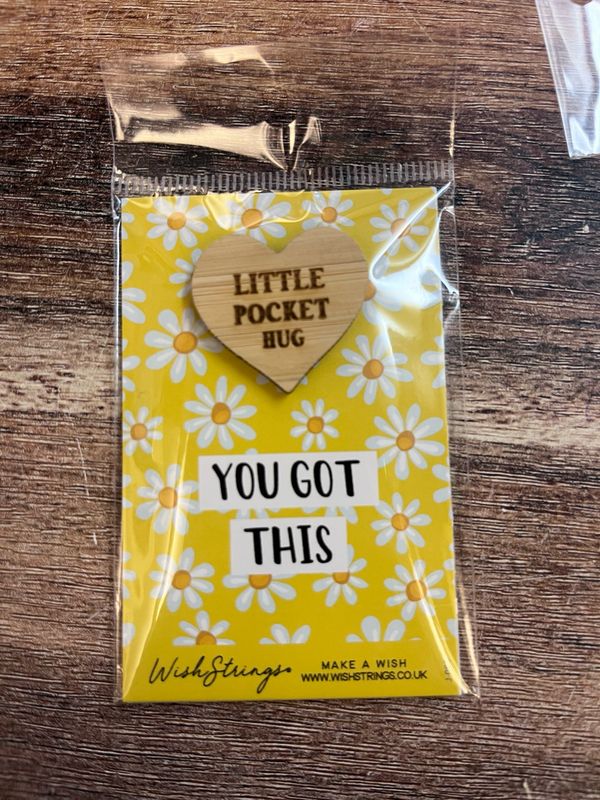 LITTLE
POCKET
HUG
YOU GOT
THIS
WishStrings
MAKE A WISH
WWW.WISHSTRINGS.CO.UK